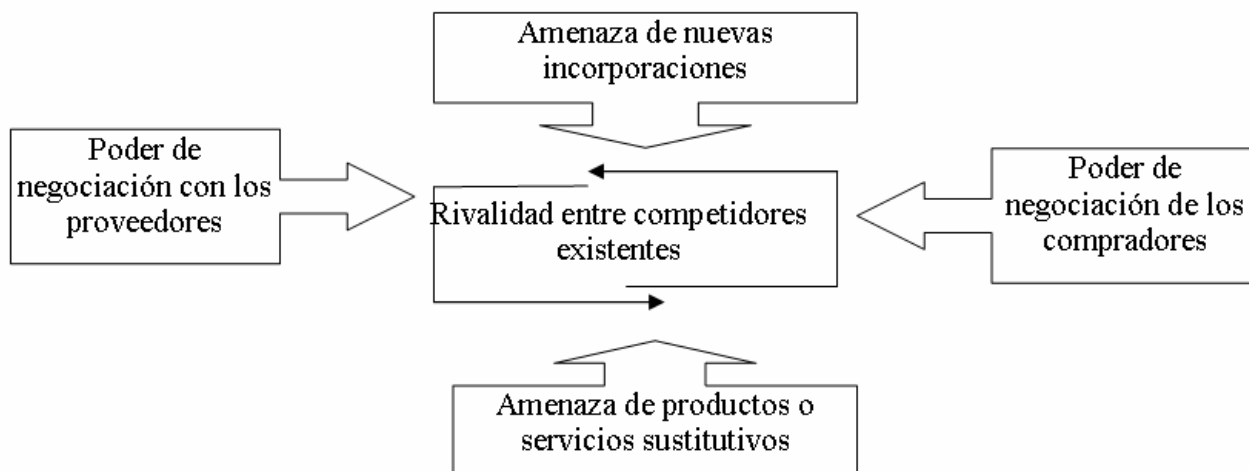 Amenaza de nuevas
incorporaciones
Poder de
negociación con los
proveedores
Rivalidad entre competidores
existentes
Poder de
negociación de los
compradores
Amenaza de productos o
servicios sustitutivos